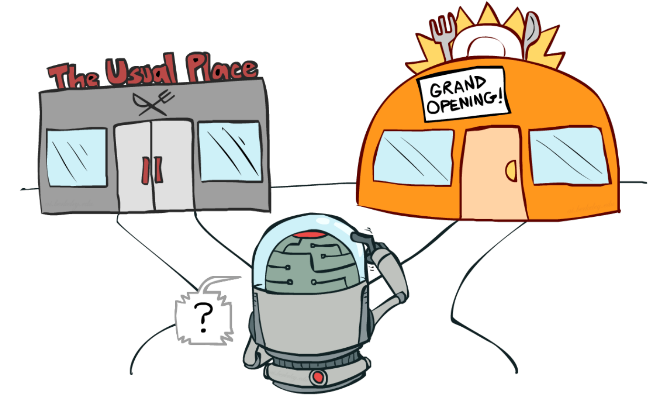 The Usual Place
GRAND
OPENING!
?